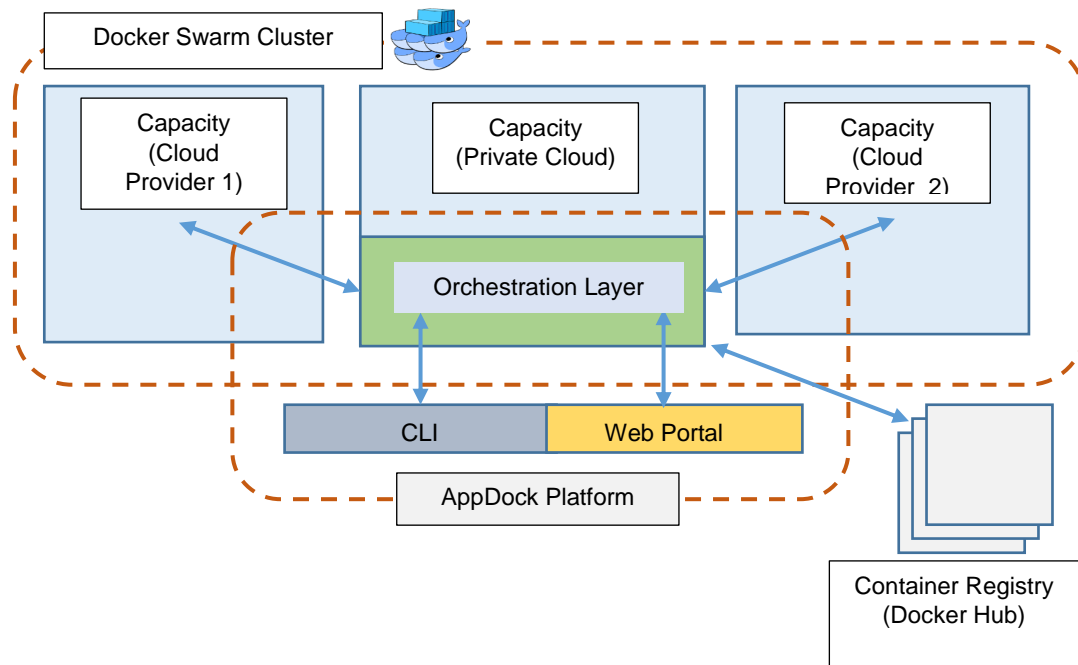 Docker Swarm Cluster
Capacity
(Cloud
Provider 1)
Capacity
(Private Cloud)
Capacity
(Cloud
Provider 2)
Orchestration Layer
CLI
Web Portal
AppDock Platform
Container Registry
(Docker Hub)